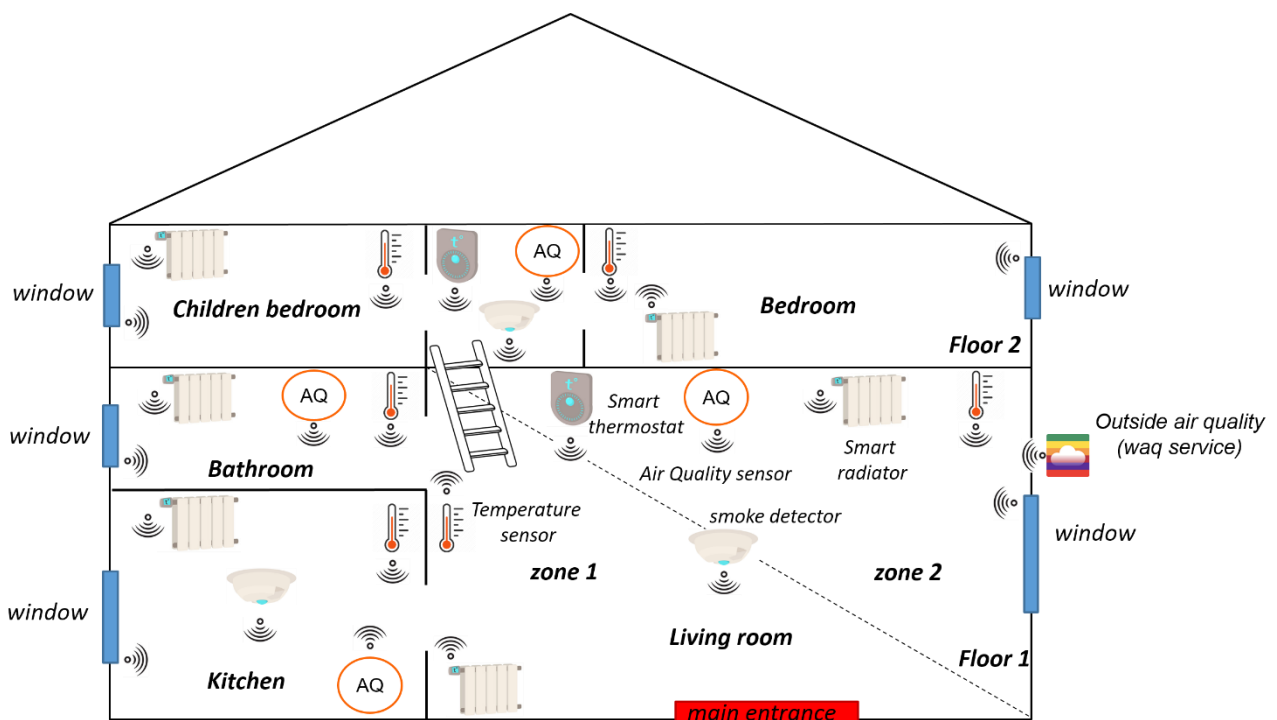 AQ
t°
window
Children bedroom
Bedroom
window
Floor 2
AQ
t°
Smart
thermostat
AQ
Outside air quality
(waq service)
Bathroom
window
Air Quality sensor
Smart
radiator
Temperature
sensor
smoke detector
window
zone 1
zone 2
window
Living room
Floor 1
Kitchen
AQ
main entrance